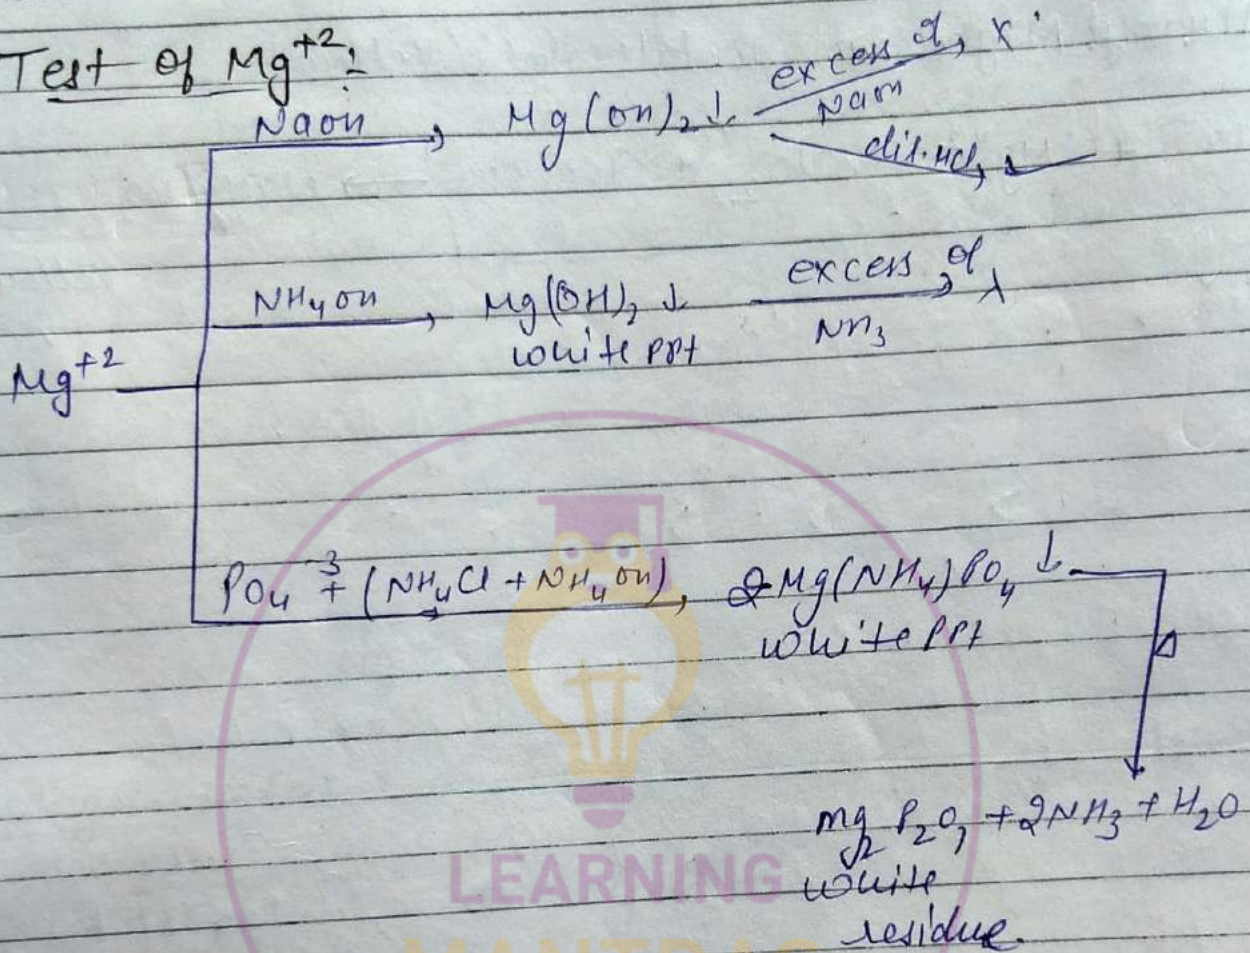 Test of Mg+2:
NaOH → Mg(OH)2 ↓ excess of NaOH → ×
dil. HCl → ✓
NH4OH → Mg(OH)2 ↓ white ppt excess of NH3 → ×
Mg+2
PO4-3 + (NH4Cl + NH4OH) → 2Mg(NH4)PO4 ↓
white ppt
Δ
Mg2P2O7 + 2NH3 + H2O
white
residue.
LEARNING
MANTRAS